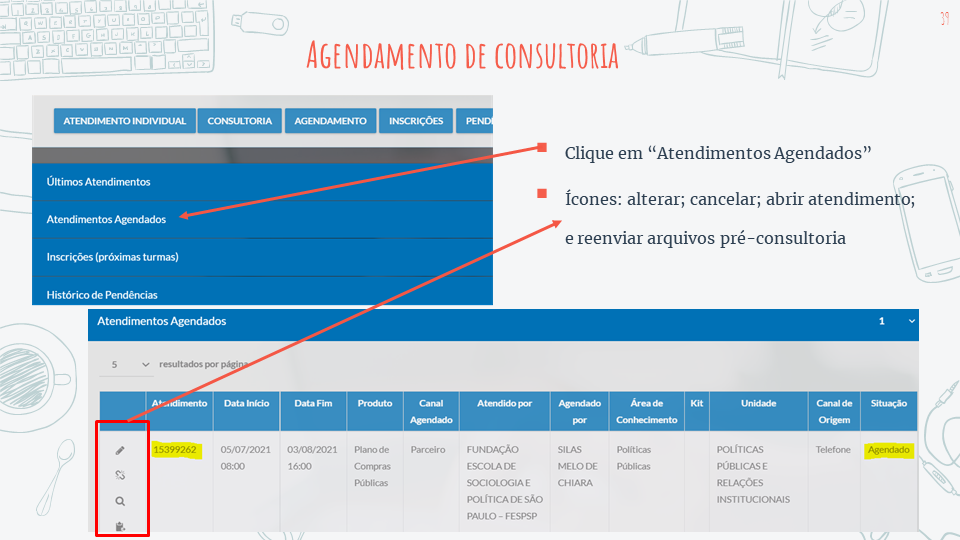 39
AGENDAMENTO DE CONSULTORIA
ATENDIMENTO INDIVIDUAL CONSULTORIA AGENDAMENTO INSCRIÇÕES
Últimos Atendimentos
Atendimentos Agendados
Inscrições (próximas turmas)
Histórico de Pendências
Clique em “Atendimentos Agendados”
Ícones: alterar; cancelar; abrir atendimento;
e reenviar arquivos pré-consultoria
Atendimentos Agendados 1
5 resultados por página
Atendimento Data Início Data Fim Produto Canal Agendado Atendido por Agendado por Área de Conhecimento Kit Unidade Canal de Origem Situação
15399262 05/07/2021 08:00 03/08/2021 16:00 Plano de Compras Públicas Parceiro FUNDAÇÃO ESCOLA DE SOCIOLOGIA E POLÍTICA DE SÃO PAULO – FESPSP SILAS MELO DE CHIARA Políticas Públicas POLÍTICAS PÚBLICAS E RELAÇÕES INSTITUCIONAIS Telefone Agendado